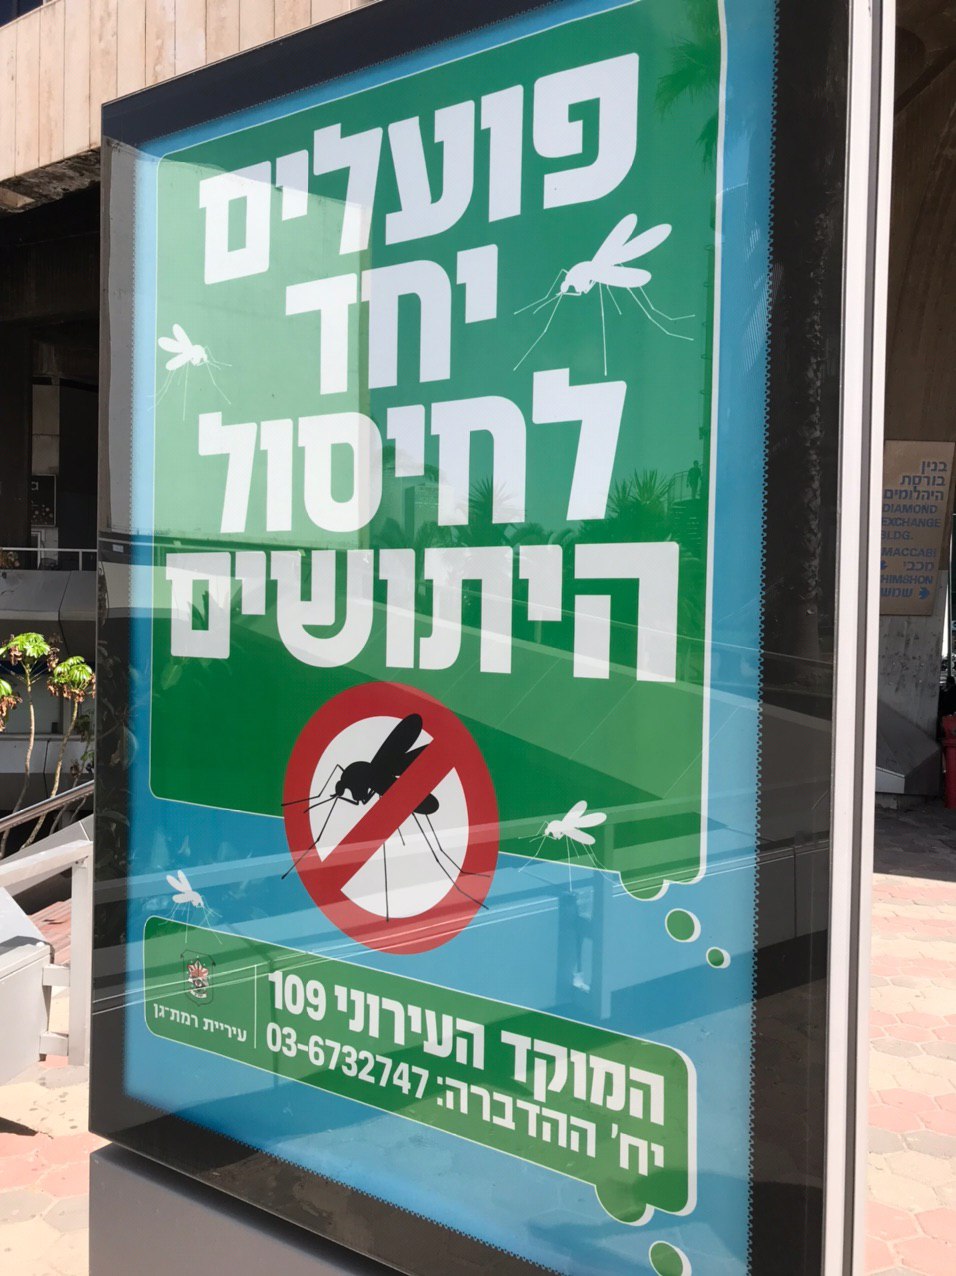 פועלים
יחד
לחיסול
היתושים
המוקד העירוני 109
יח' ההדברה: 03-6732747
עיריית רמת-גן
בנין
בורסת
היהלומים
DIAMOND
EXCHANGE
BLDG.
MACCABI
מכבי
SHIMSHON
שמשון